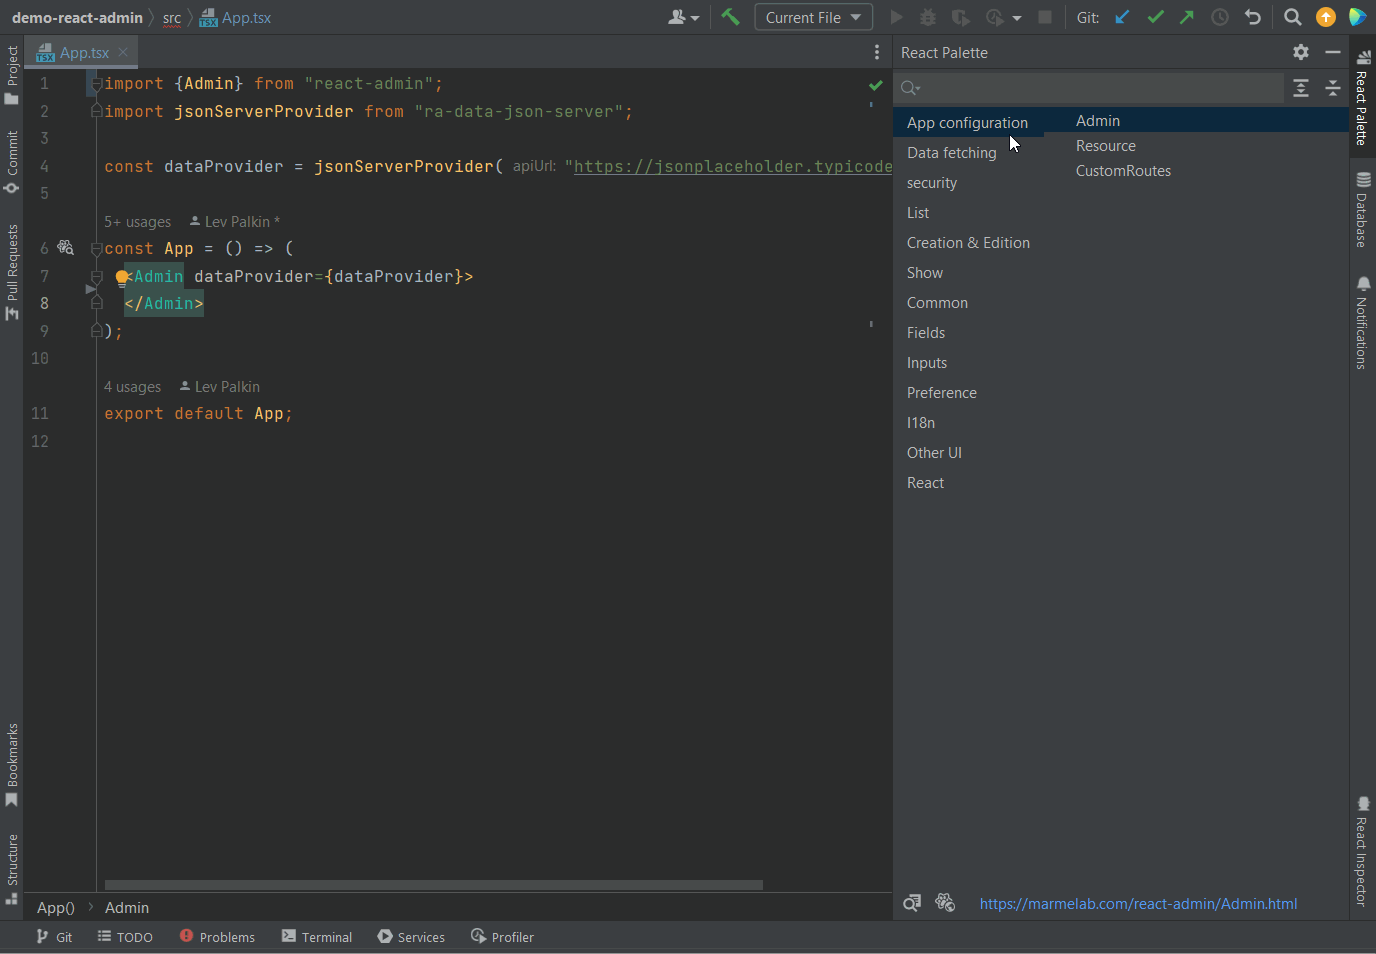 demo-react-admin src App.tsx
Current File
Git:
Project
Commit
Pull Requests
Bookmarks
Structure
App.tsx
1 import {Admin} from "react-admin";
2 import jsonServerProvider from "ra-data-json-server";
3
4 const dataProvider = jsonServerProvider( apiUrl: "https://jsonplaceholder.typicode
5
5+ usages Lev Palkin *
6 const App = () => (
7 <Admin dataProvider={dataProvider}>
8 </Admin>
9 );
10
4 usages Lev Palkin
11 export default App;
12
App() Admin
React Palette
App configuration
Data fetching
security
List
Creation & Edition
Show
Common
Fields
Inputs
Preference
I18n
Other UI
React
Admin
Resource
CustomRoutes
https://marmelab.com/react-admin/Admin.html
React Palette
Database
Notifications
React Inspector
Git TODO Problems Terminal Services Profiler